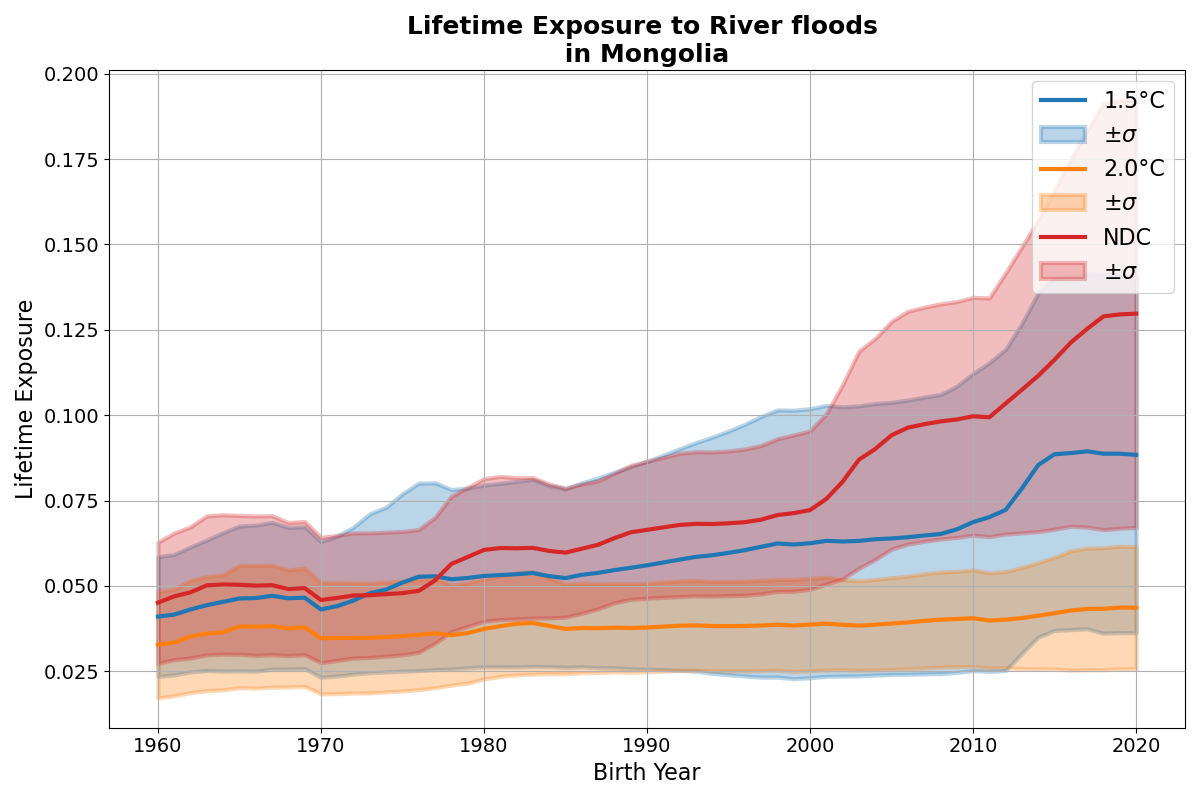 Lifetime Exposure to River floods
in Mongolia
0.200
0.175
0.150
0.125
0.100
0.075
0.050
0.025
Lifetime Exposure
1.5°C
±σ
2.0°C
±σ
NDC
±σ
1960 1970 1980 1990 2000 2010 2020
Birth Year